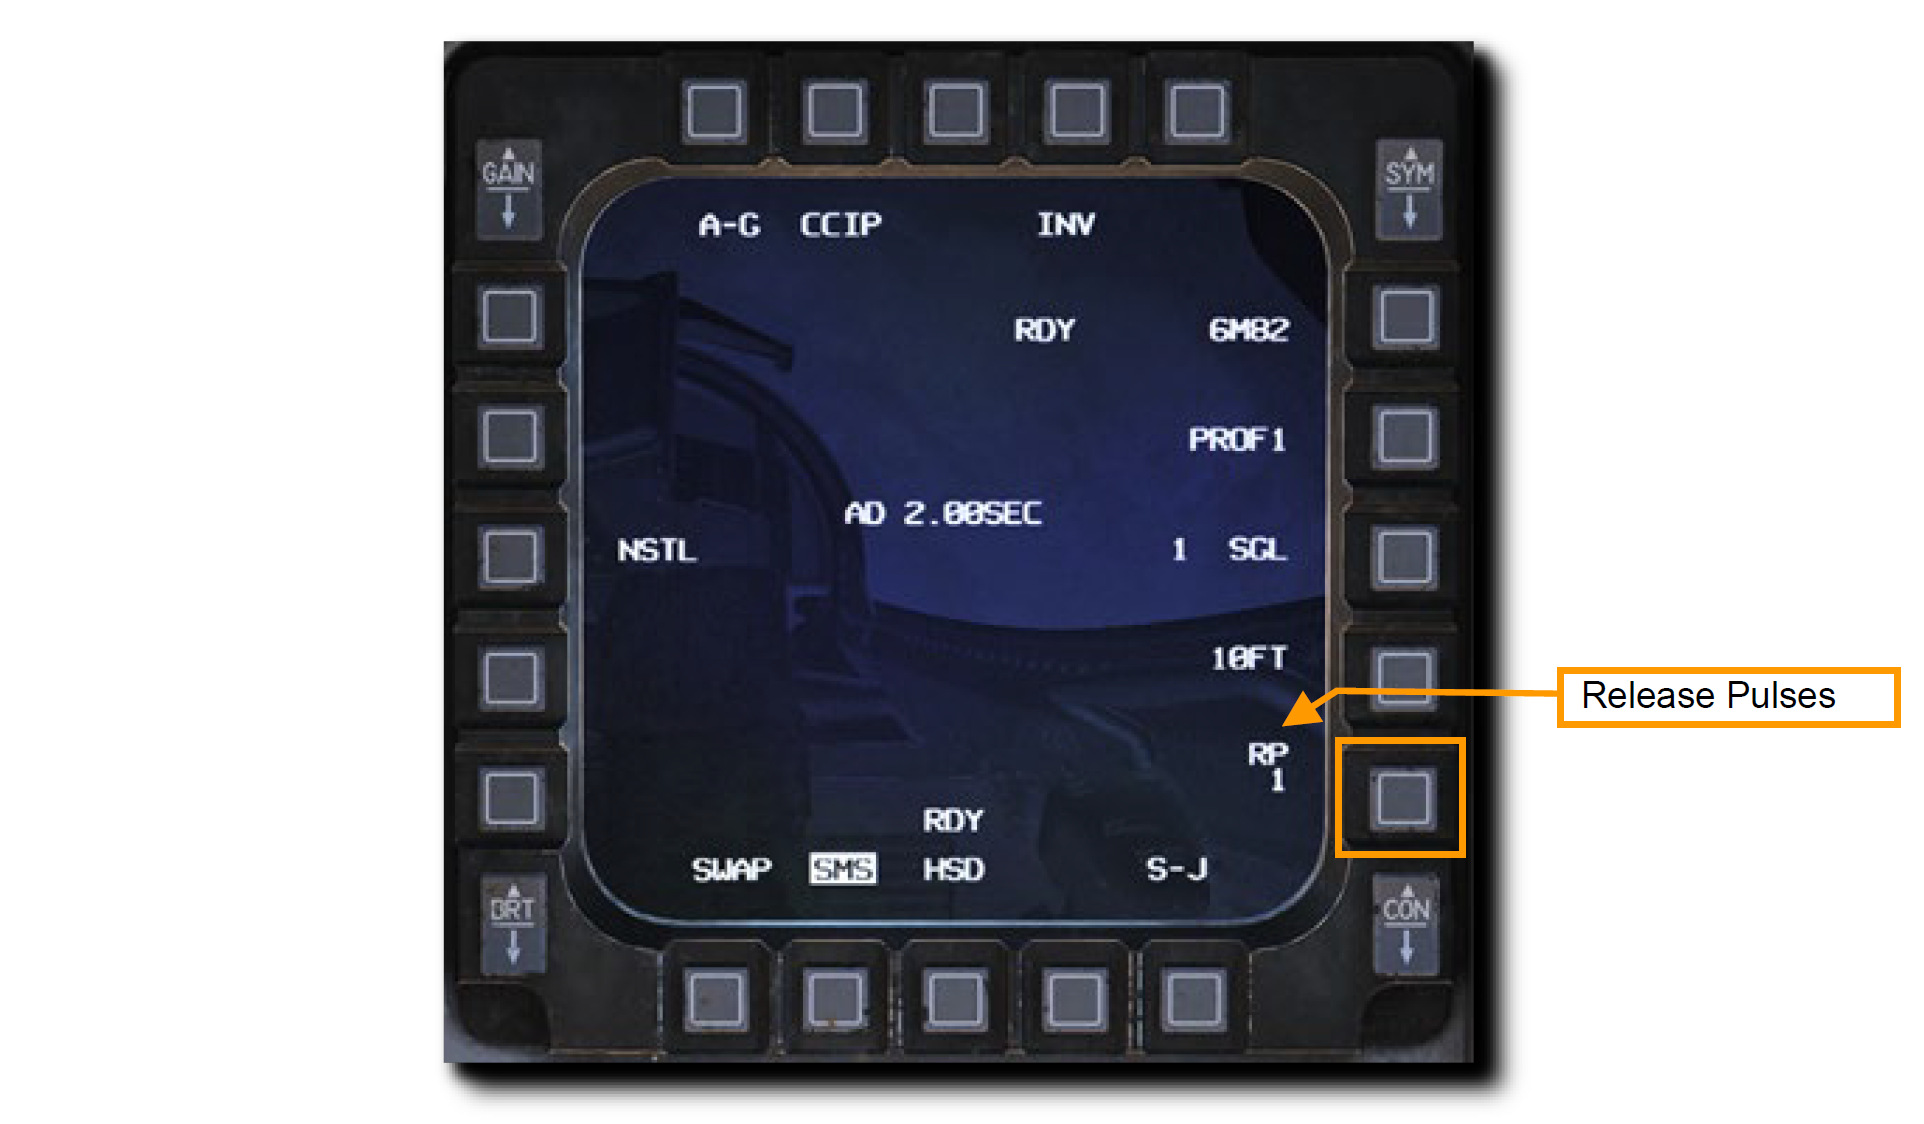 GAIN
SYM
A-G CCIP INV
RDY 6M82
PROF1
AD 2.00SEC
NSTL 1 SGL
10FT
Release Pulses
RP
1
RDY
SWAP SMS HSD S-J
BRT
CON